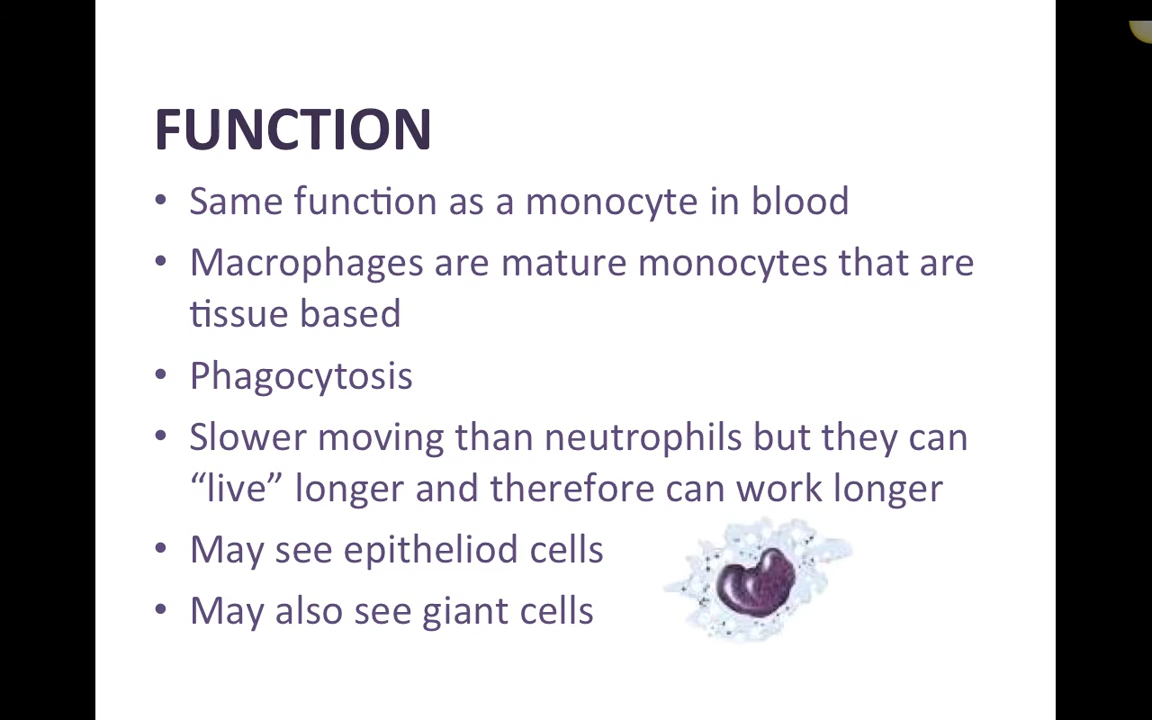 FUNCTION
• Same function as a monocyte in blood
• Macrophages are mature monocytes that are
tissue based
• Phagocytosis
• Slower moving than neutrophils but they can
“live” longer and therefore can work longer
• May see epitheliod cells
• May also see giant cells